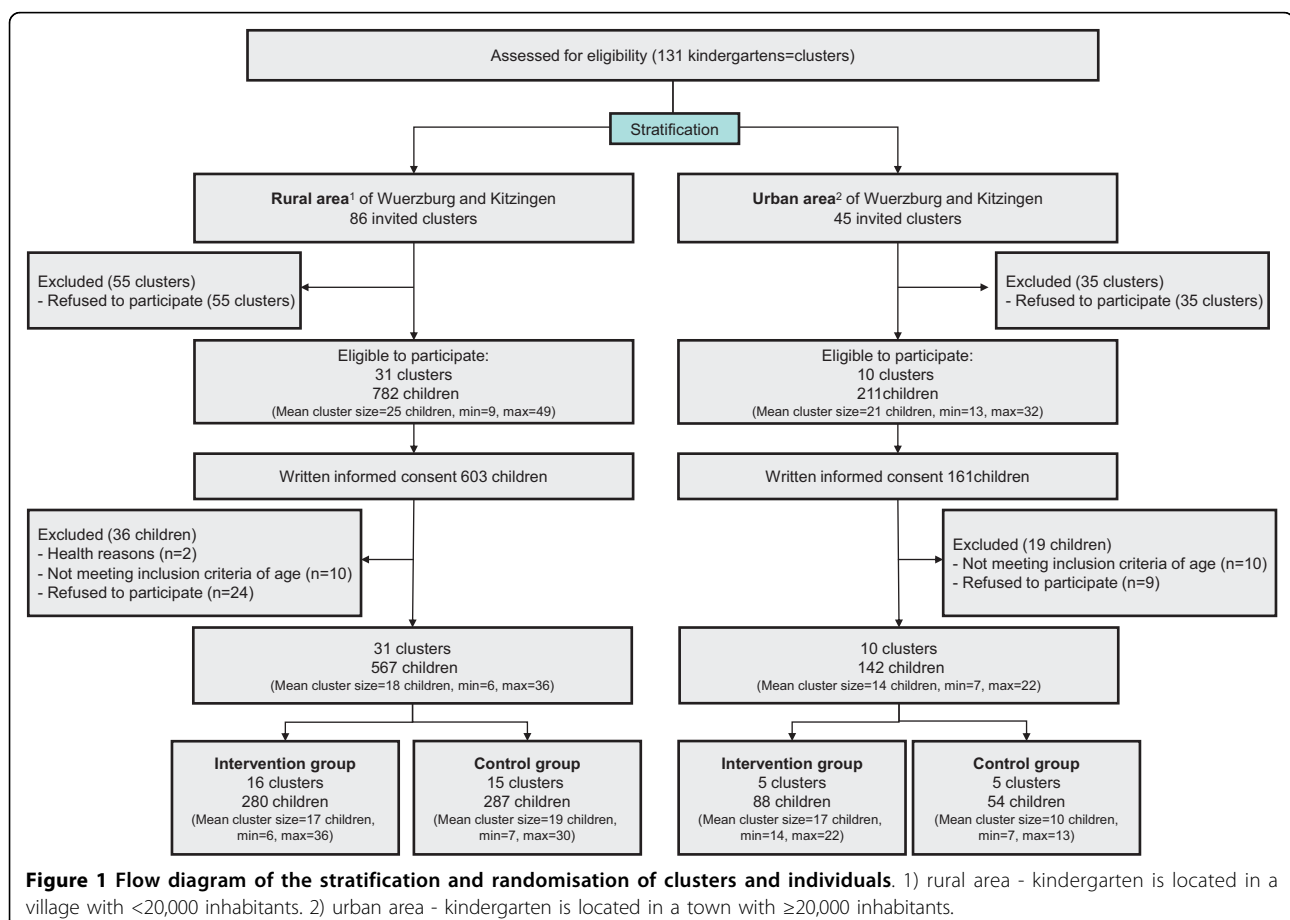 Assessed for eligibility (131 kindergartens=clusters)
Stratification
Rural area¹ of Wuerzburg and Kitzingen
86 invited clusters
Urban area² of Wuerzburg and Kitzingen
45 invited clusters
Excluded (55 clusters)
- Refused to participate (55 clusters)
Excluded (35 clusters)
- Refused to participate (35 clusters)
Eligible to participate:
31 clusters
782 children
(Mean cluster size=25 children, min=9, max=49)
Eligible to participate:
10 clusters
211children
(Mean cluster size=21 children, min=13, max=32)
Written informed consent 603 children
Written informed consent 161children
Excluded (36 children)
- Health reasons (n=2)
- Not meeting inclusion criteria of age (n=10)
- Refused to participate (n=24)
Excluded (19 children)
- Not meeting inclusion criteria of age (n=10)
- Refused to participate (n=9)
31 clusters
567 children
(Mean cluster size=18 children, min=6, max=36)
10 clusters
142 children
(Mean cluster size=14 children, min=7, max=22)
Intervention group
16 clusters
280 children
(Mean cluster size=17 children,
min=6, max=36)
Control group
15 clusters
287 children
(Mean cluster size=19 children,
min=7, max=30)
Intervention group
5 clusters
88 children
(Mean cluster size=17 children,
min=14, max=22)
Control group
5 clusters
54 children
(Mean cluster size=10 children,
min=7, max=13)
Figure 1 Flow diagram of the stratification and randomisation of clusters and individuals. 1) rural area - kindergarten is located in a
village with <20,000 inhabitants. 2) urban area - kindergarten is located in a town with ≥20,000 inhabitants.